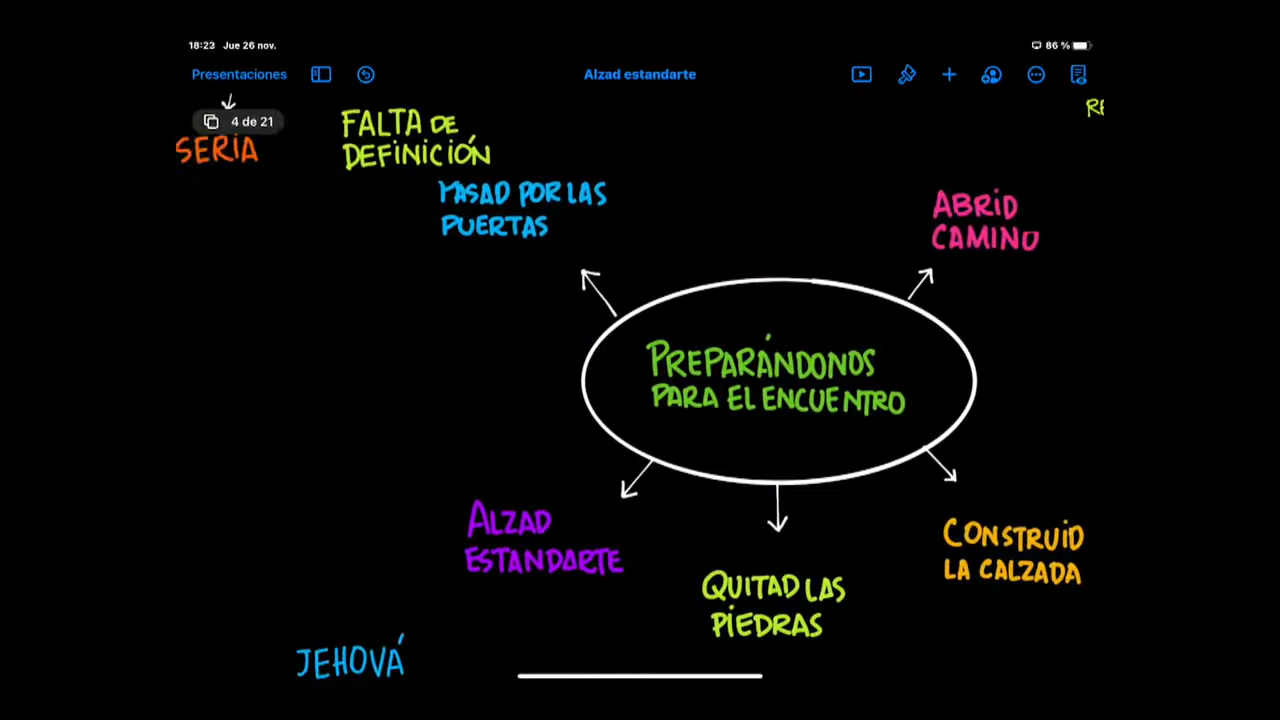 18:23 Jue 26 nov.
86 %
Presentaciones
Alzad estandarte
4 de 21
SERIA
FALTA DE
DEFINICIÓN
PASAD POR LAS
PUERTAS
ABRID
CAMINO
PREPARÁNDONOS
PARA EL ENCUENTRO
ALZAD
ESTANDARTE
QUITAD LAS
PIEDRAS
CONSTRUID
LA CALZADA
JEHOVÁ